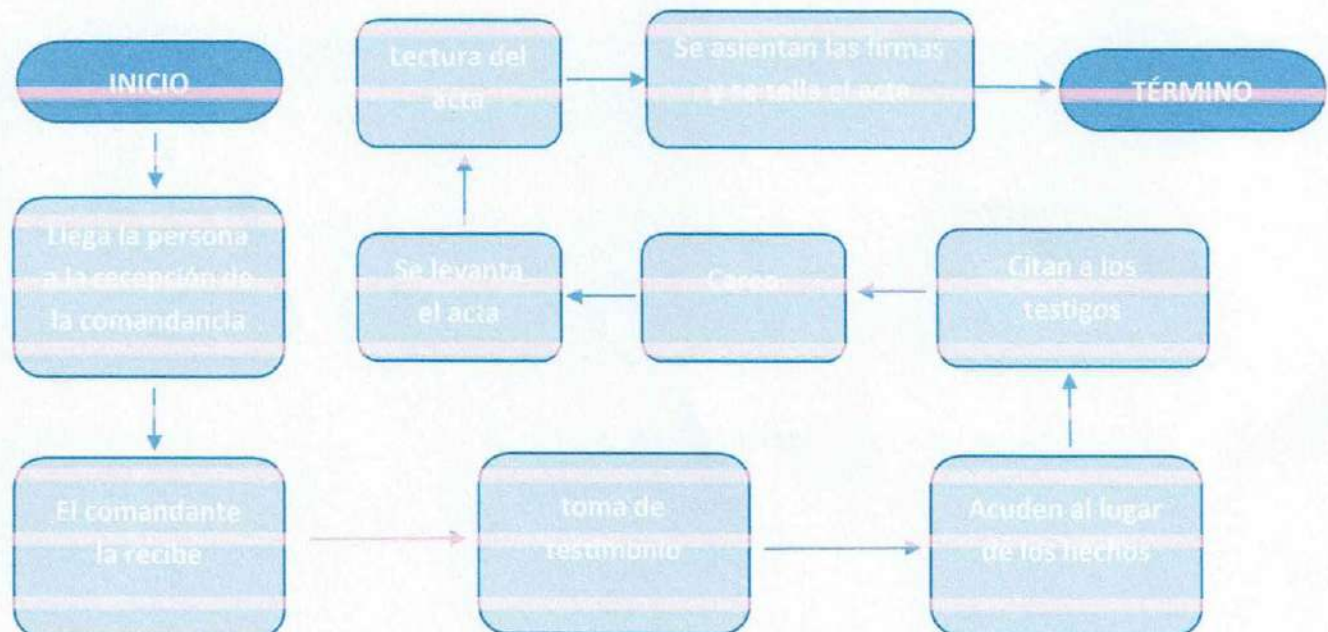 INICIO
Llega la persona
a la recepción de
la comandancia
El comandante
la recibe
toma de
testimonio
Acuden al lugar
de los hechos
Citan a los
testigos
Careo
Se levanta
el acta
Lectura del
acta
Se asientan las firmas
y se sella el acta
TÉRMINO